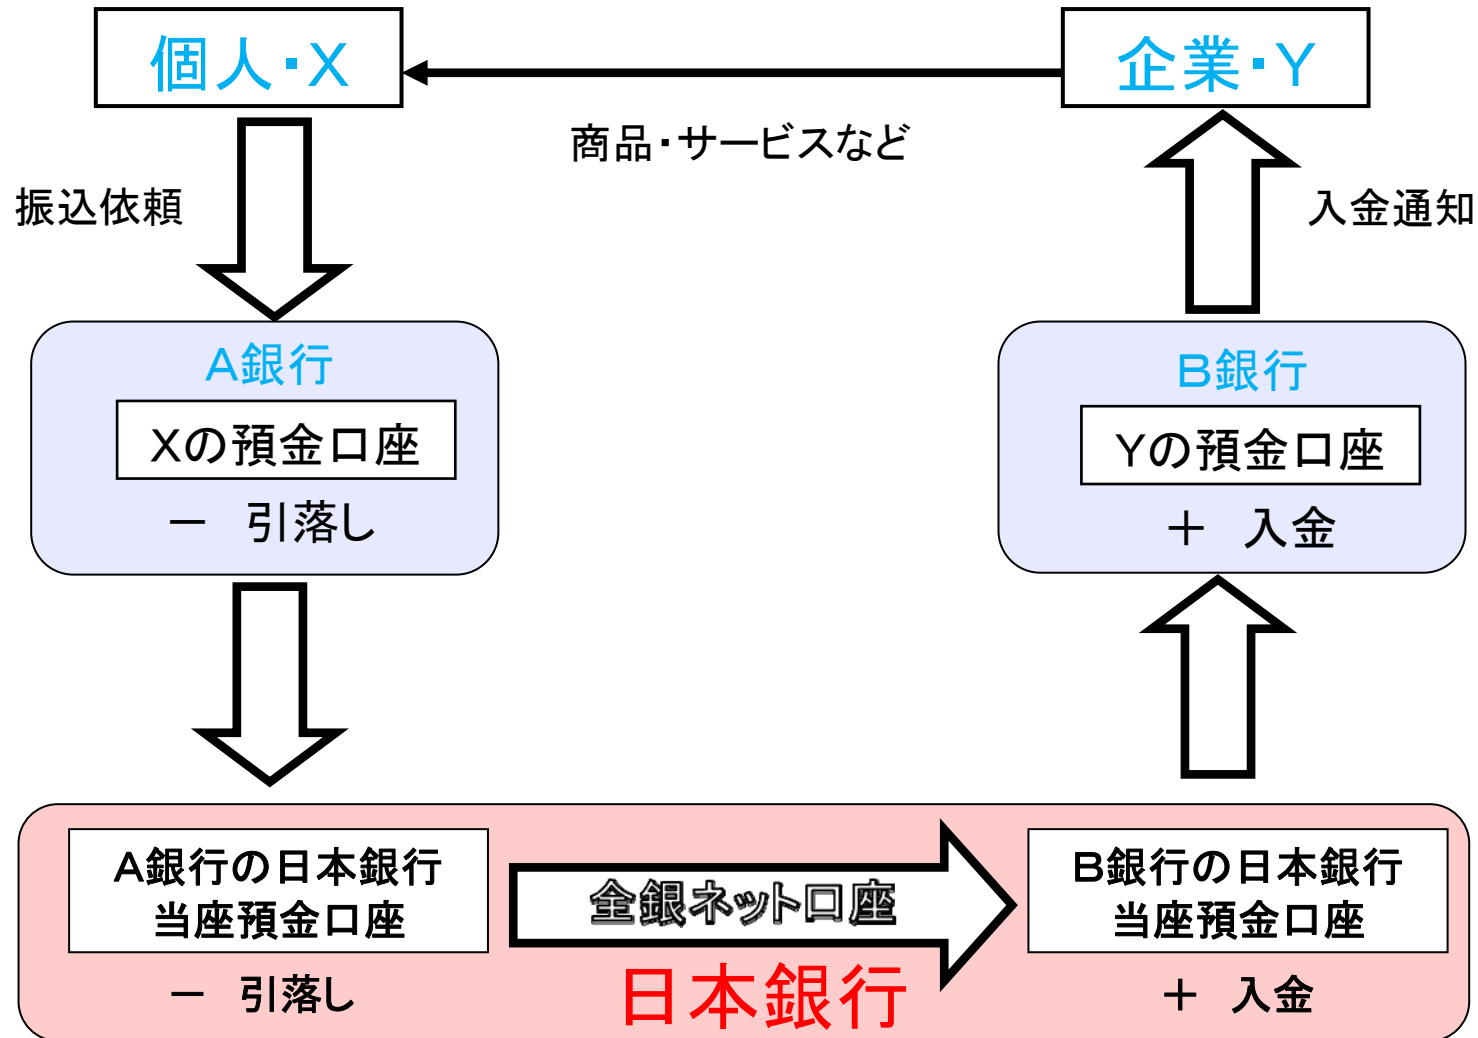 個人・X
企業・Y
商品・サービスなど
振込依頼
入金通知
A銀行
Xの預金口座
－　引落し
B銀行
Yの預金口座
＋　入金
A銀行の日本銀行
当座預金口座
－　引落し
全銀ネット口座
日本銀行
B銀行の日本銀行
当座預金口座
＋　入金